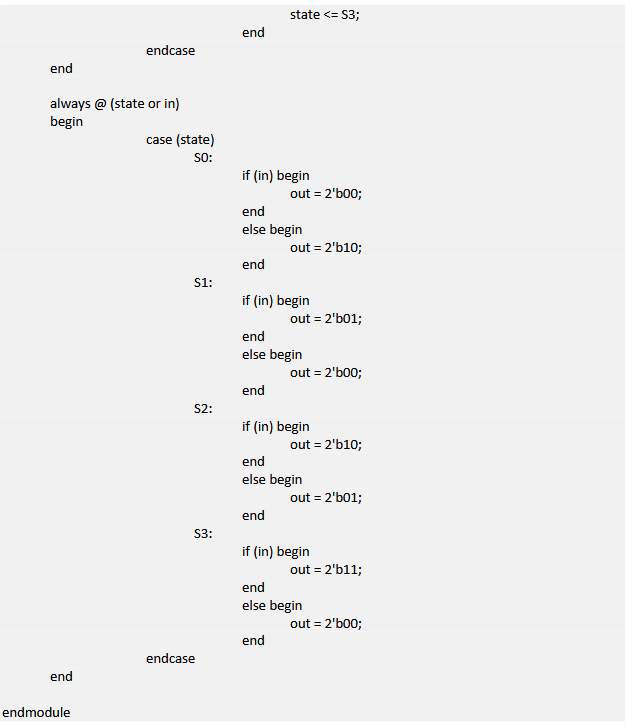 state <= S3;
end
endcase
end
always @ (state or in)
begin
case (state)
S0:
if (in) begin
out = 2'b00;
end
else begin
out = 2'b10;
end
S1:
if (in) begin
out = 2'b01;
end
else begin
out = 2'b00;
end
S2:
if (in) begin
out = 2'b10;
end
else begin
out = 2'b01;
end
S3:
if (in) begin
out = 2'b11;
end
else begin
out = 2'b00;
end
endcase
end
endmodule